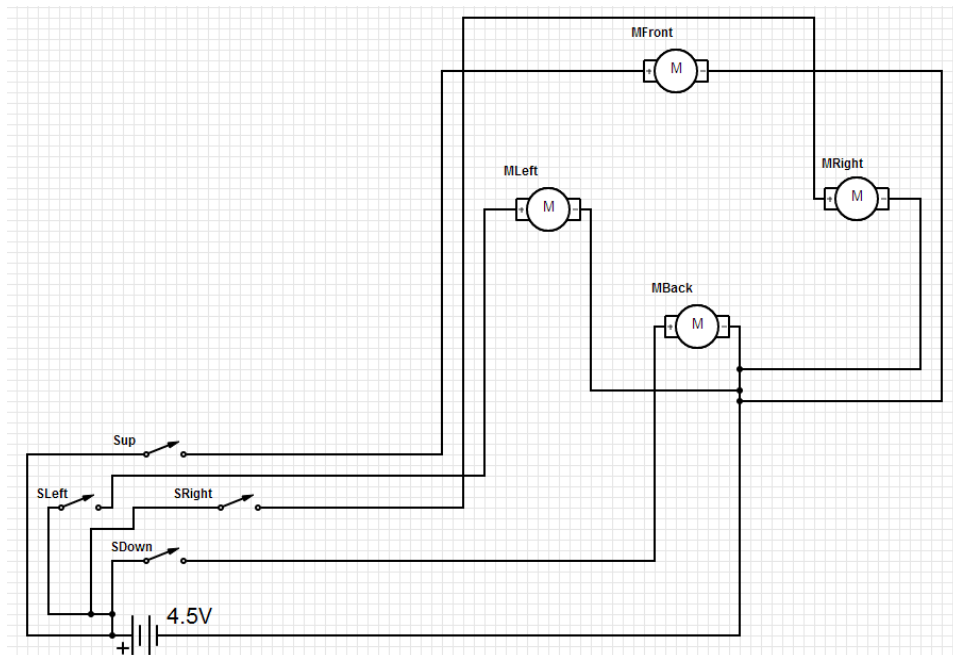 MFront
M
+
-
MRight
MLeft
M
+
-
M
+
-
MBack
M
+
-
Sup
SLeft
SRight
SDown
4.5V
+